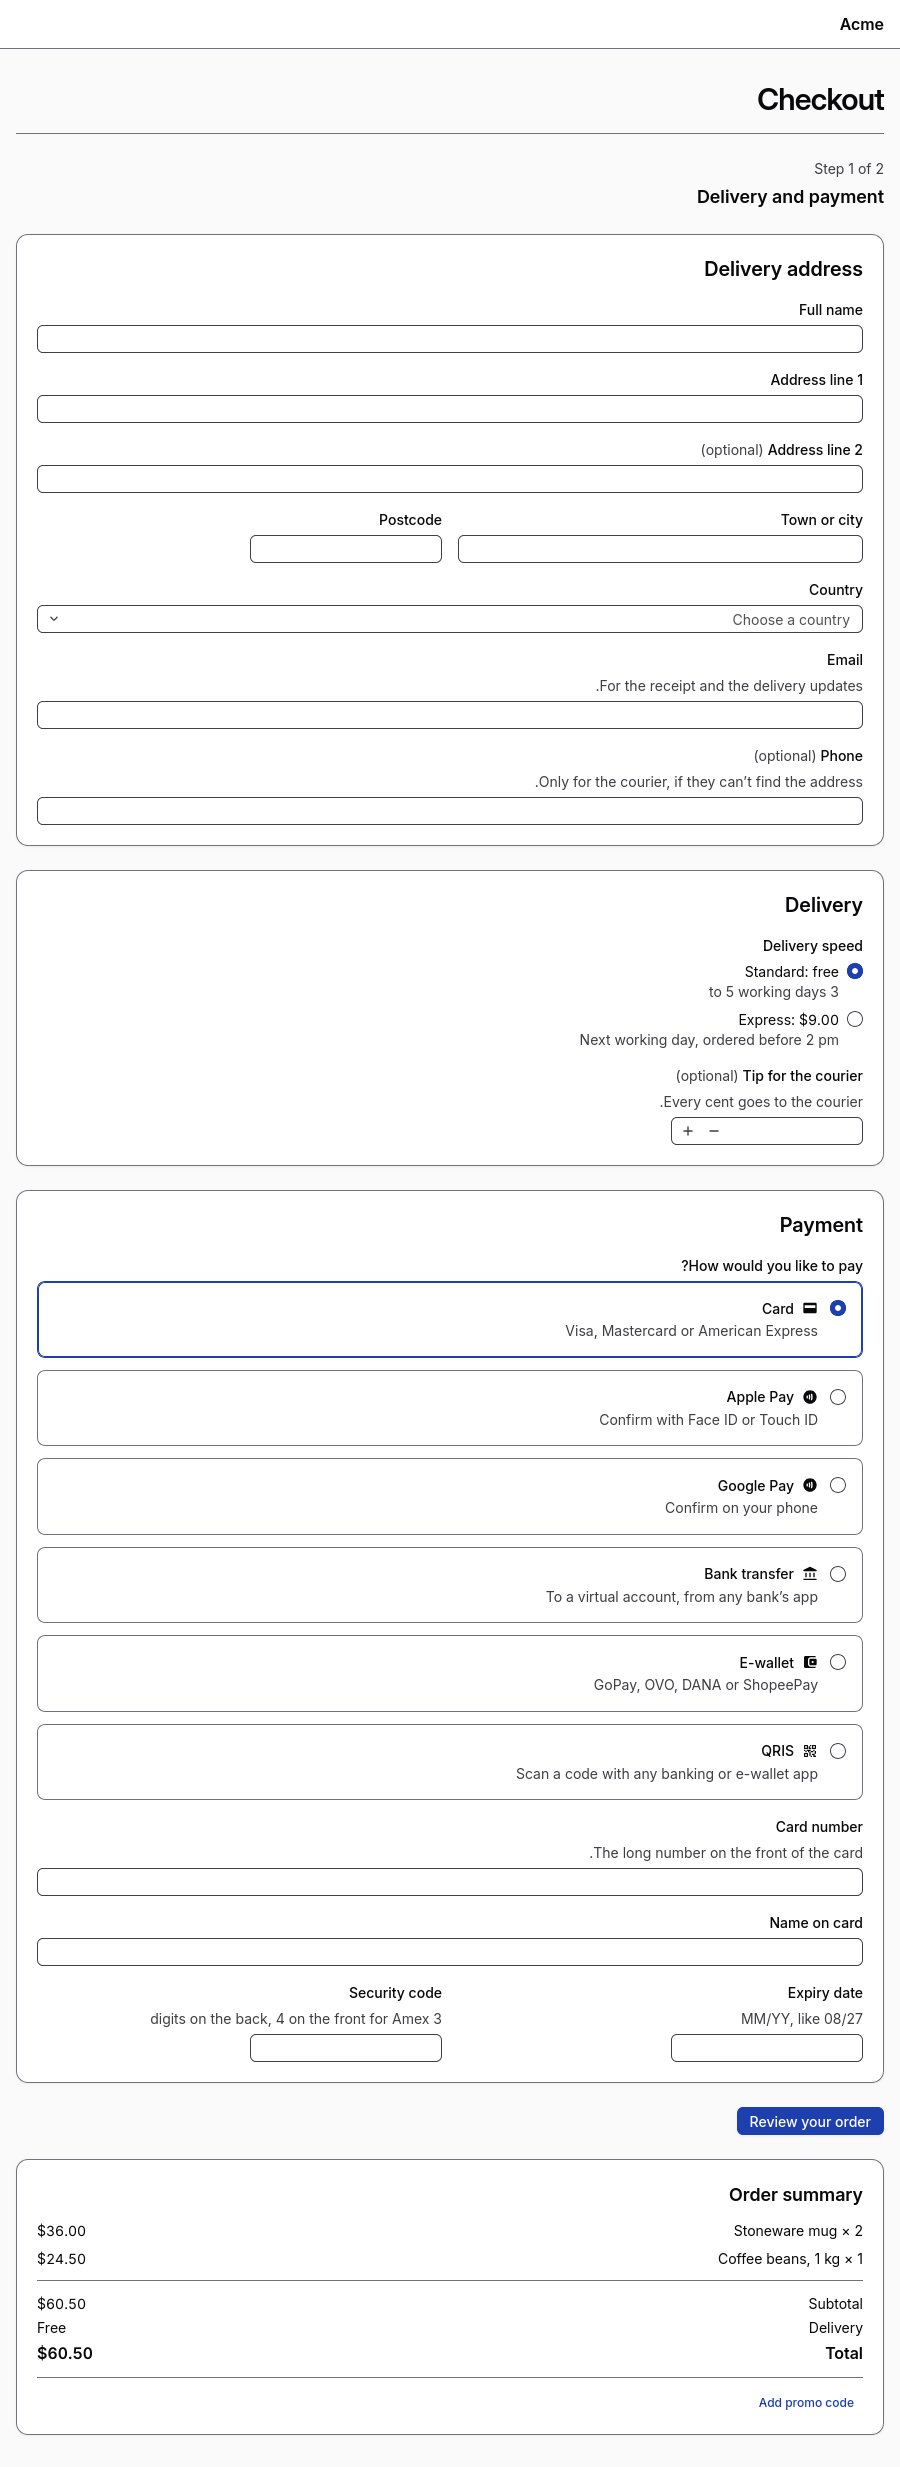 Acme
Checkout
Step 1 of 2
Delivery and payment
Delivery address
Full name
Address line 1
Address line 2 (optional)
Town or city
Postcode
Country
Choose a country
Email
.For the receipt and the delivery updates
Phone (optional)
.Only for the courier, if they can’t find the address
Delivery
Delivery speed
Standard: free
to 5 working days 3
Express: $9.00
Next working day, ordered before 2 pm
Tip for the courier (optional)
.Every cent goes to the courier
Payment
?How would you like to pay
Card
Visa, Mastercard or American Express
Apple Pay
Confirm with Face ID or Touch ID
Google Pay
Confirm on your phone
Bank transfer
To a virtual account, from any bank’s app
E-wallet
GoPay, OVO, DANA or ShopeePay
QRIS
Scan a code with any banking or e-wallet app
Card number
.The long number on the front of the card
Name on card
Expiry date
MM/YY, like 08/27
Security code
digits on the back, 4 on the front for Amex 3
Review your order
Order summary
Stoneware mug × 2 $36.00
Coffee beans, 1 kg × 1 $24.50
Subtotal $60.50
Delivery Free
Total $60.50
Add promo code